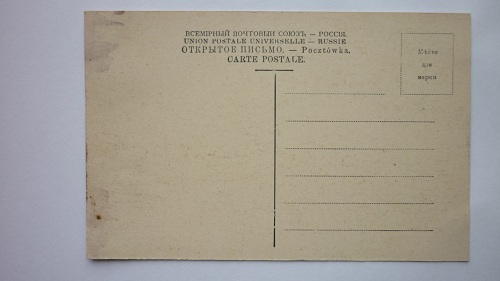 ВСЕМІРНЫЙ ПОЧТОВЫЙ СОЮЗЪ — РОССІЯ.
UNION POSTALE UNIVERSELLE — RUSSIE
ОТКРЫТОЕ ПИСЬМО. — Pocztówka.
CARTE POSTALE.
Мѣсто
для
марки